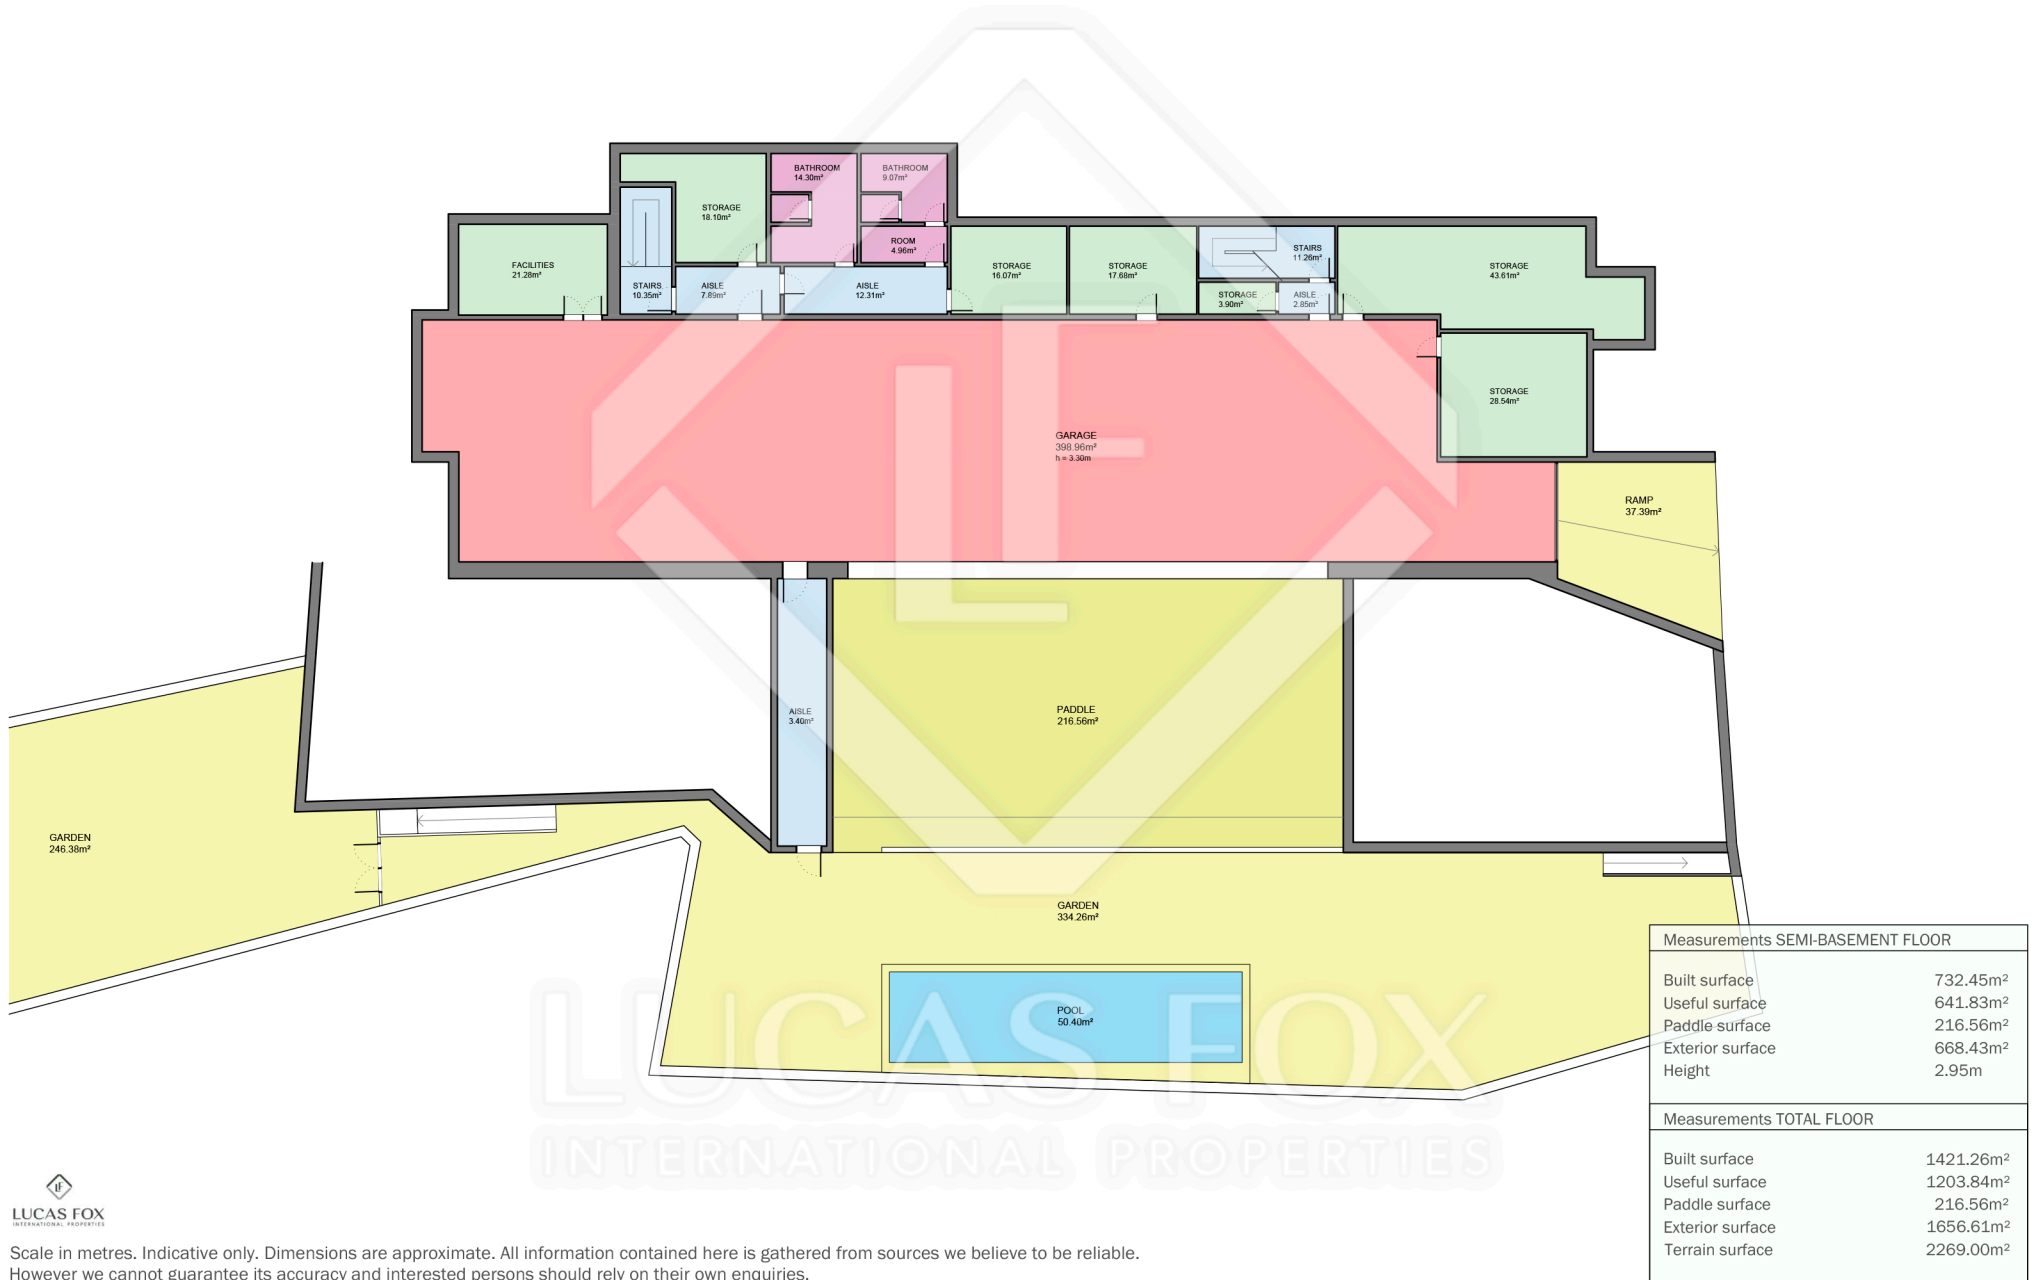 BATHROOM
14.30m²
BATHROOM
9.07m²
STORAGE
18.10m²
ROOM
4.96m²
FACILITIES
21.28m²
STAIRS
10.35m²
AISLE
7.89m²
AISLE
12.31m²
STORAGE
16.07m²
STORAGE
17.68m²
STAIRS
11.26m²
STORAGE
3.90m²
AISLE
2.85m²
STORAGE
43.61m²
STORAGE
28.54m²
GARAGE
398.96m²
h = 3.30m
RAMP
37.39m²
AISLE
3.40m²
PADDLE
216.56m²
GARDEN
246.38m²
GARDEN
334.26m²
POOL
50.40m²
LF
LUCAS FOX
INTERNATIONAL PROPERTIES
Measurements SEMI-BASEMENT FLOOR
Built surface 732.45m²
Useful surface 641.83m²
Paddle surface 216.56m²
Exterior surface 668.43m²
Height 2.95m
Measurements TOTAL FLOOR
Built surface 1421.26m²
Useful surface 1203.84m²
Paddle surface 216.56m²
Exterior surface 1656.61m²
Terrain surface 2269.00m²
LF
LUCAS FOX
INTERNATIONAL PROPERTIES
Scale in metres. Indicative only. Dimensions are approximate. All information contained here is gathered from sources we believe to be reliable.
However we cannot guarantee its accuracy and interested persons should rely on their own enquiries.